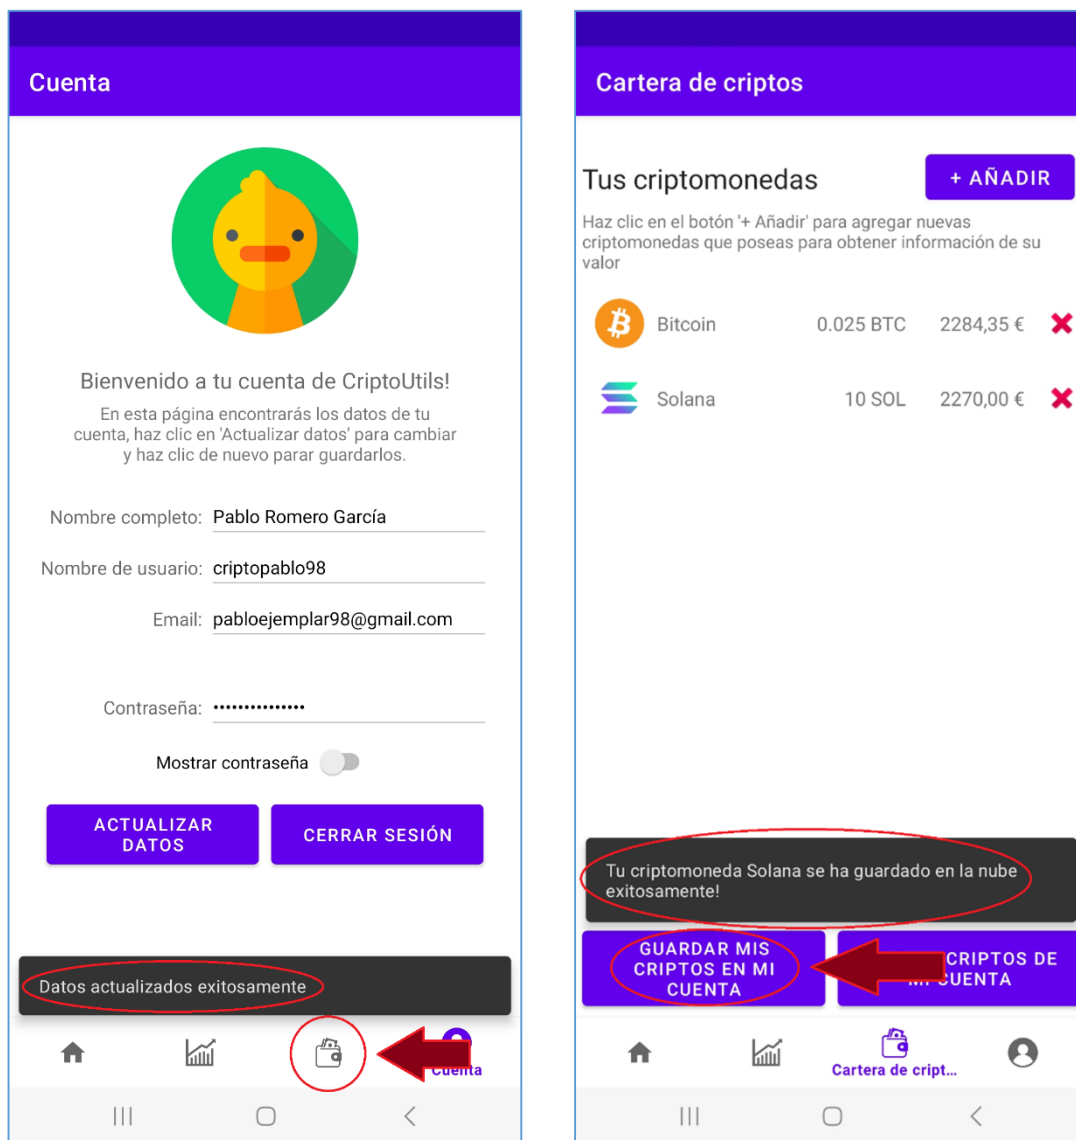 Cuenta
Bienvenido a tu cuenta de CriptoUtils!
En esta página encontrarás los datos de tu
cuenta, haz clic en 'Actualizar datos' para cambiar
y haz clic de nuevo parar guardarlos.
Nombre completo: Pablo Romero García
Nombre de usuario: criptopablo98
Email: pabloejemplar98@gmail.com
Contraseña: •••••••••••••••
Mostrar contraseña
ACTUALIZAR
DATOS
CERRAR SESIÓN
Datos actualizados exitosamente
Cuenta
Cartera de criptos
Tus criptomonedas
+ AÑADIR
Haz clic en el botón '+ Añadir' para agregar nuevas
criptomonedas que poseas para obtener información de su
valor
Bitcoin 0.025 BTC 2284,35 €
Solana 10 SOL 2270,00 €
Tu criptomoneda Solana se ha guardado en la nube
exitosamente!
GUARDAR MIS
CRIPTOS EN MI
CUENTA
CRIPTOS DE
MI CUENTA
Cartera de cript...